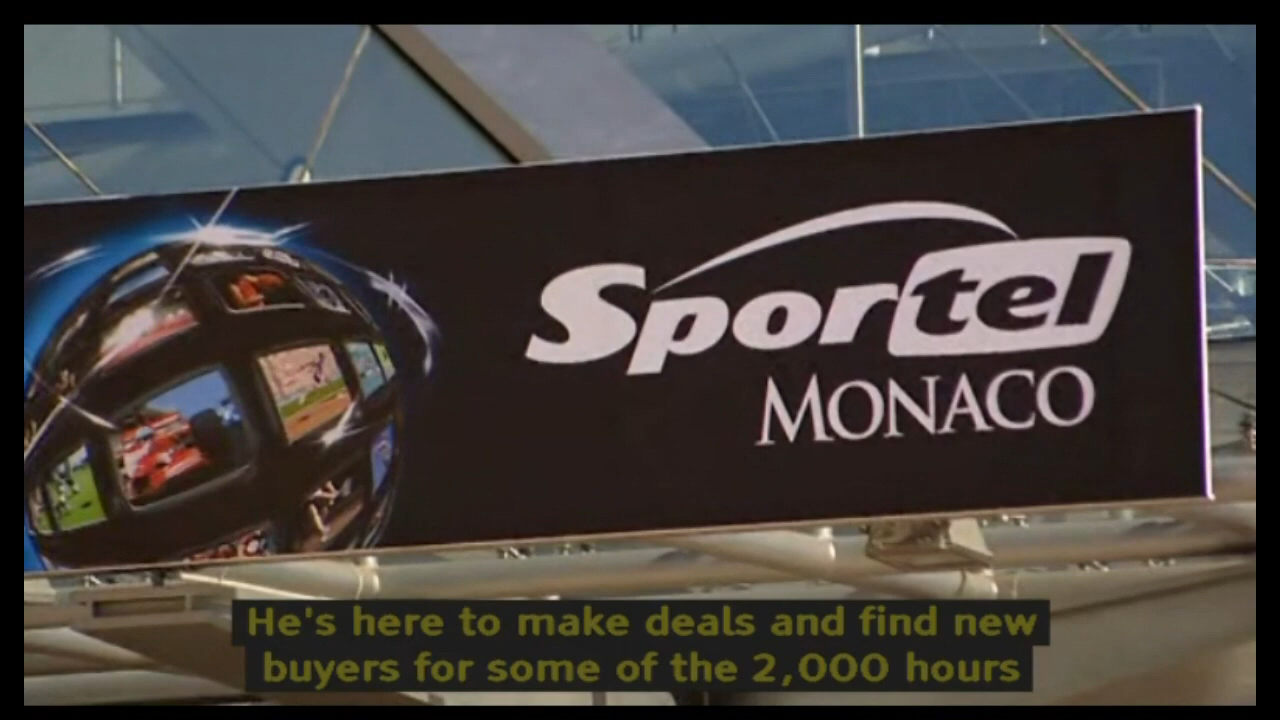 Sportel
MONACO
He's here to make deals and find new
buyers for some of the 2,000 hours